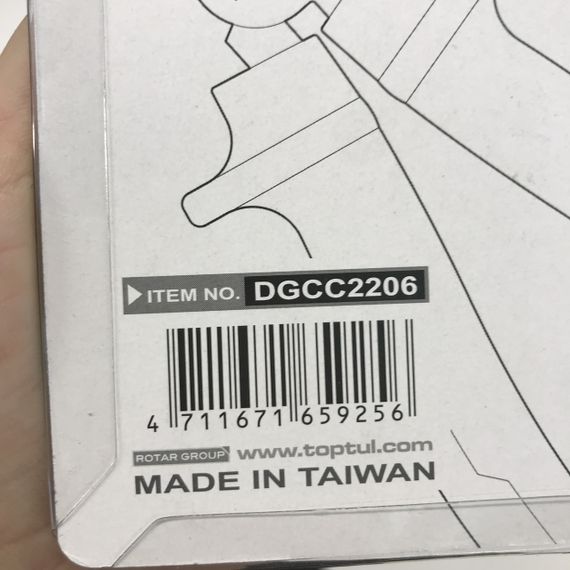 ITEM NO. DGCC2206
4 711671 659256
ROTAR GROUP www.toptul.com
MADE IN TAIWAN